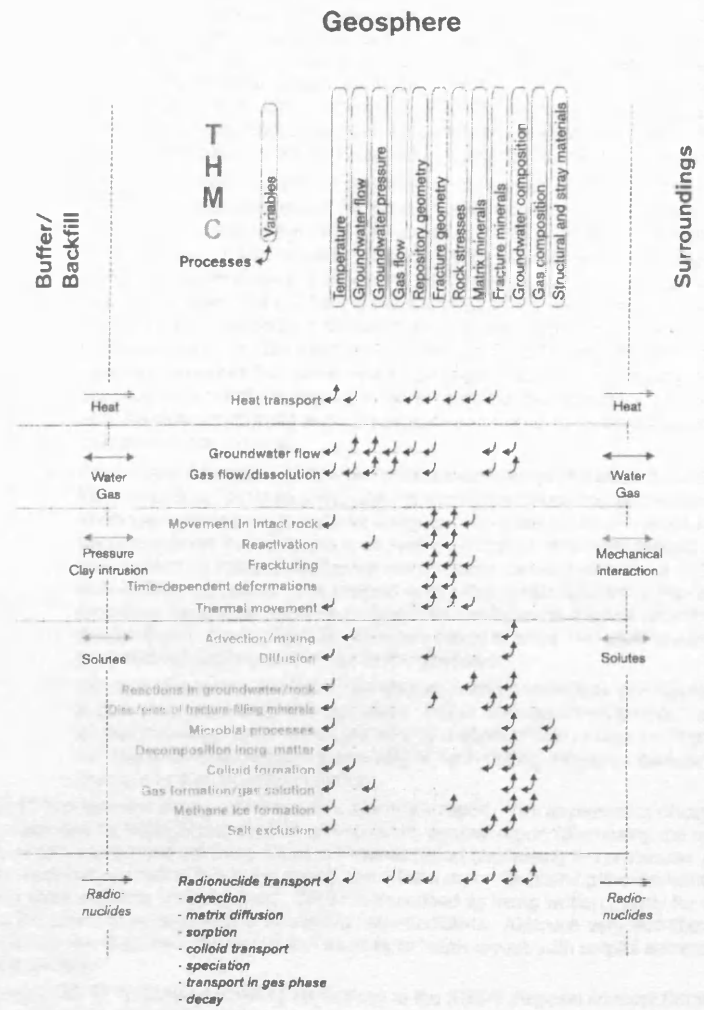 Geosphere
T
H
M
C
Variables
Processes
Temperature
Groundwater flow
Groundwater pressure
Gas flow
Repository geometry
Fracture geometry
Rock stresses
Matrix minerals
Fracture minerals
Groundwater composition
Gas composition
Structural and stray materials
Buffer/
Backfill
Surroundings
Heat
Heat transport
Heat
Groundwater flow
Gas flow/dissolution
Water
Gas
Water
Gas
Movement in intact rock
Reactivation
Frackturing
Time-dependent deformations
Thermal movement
Pressure
Clay intrusion
Mechanical
interaction
Advection/mixing
Diffusion
Solutes
Solutes
Reactions in groundwater/rock
Diss./prec. of fracture-filling minerals
Microbial processes
Decomposition inorg. matter
Colloid formation
Gas formation/gas solution
Methane ice formation
Salt exclusion
Radio-
nuclides
Radionuclide transport
· advection
· matrix diffusion
· sorption
· colloid transport
· speciation
· transport in gas phase
· decay
Radio-
nuclides